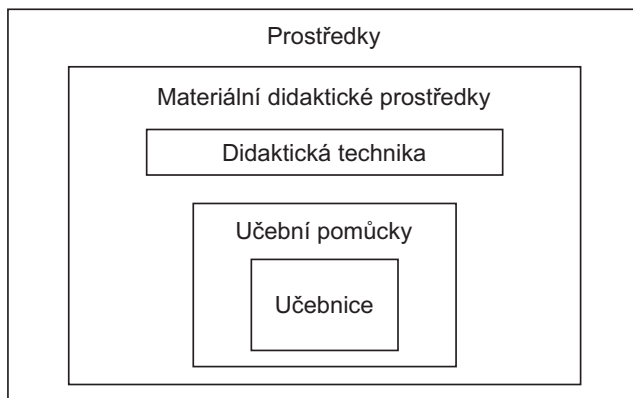 Prostředky
Materiální didaktické prostředky
Didaktická technika
Učební pomůcky
Učebnice